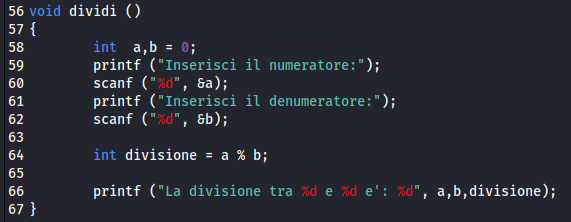 56 void dividi ()
57 {
58         int  a,b = 0;
59         printf ("Inserisci il numeratore:");
60         scanf ("%d", &a);
61         printf ("Inserisci il denumeratore:");
62         scanf ("%d", &b);
63
64         int divisione = a % b;
65
66         printf ("La divisione tra %d e %d e': %d", a,b,divisione);
67 }